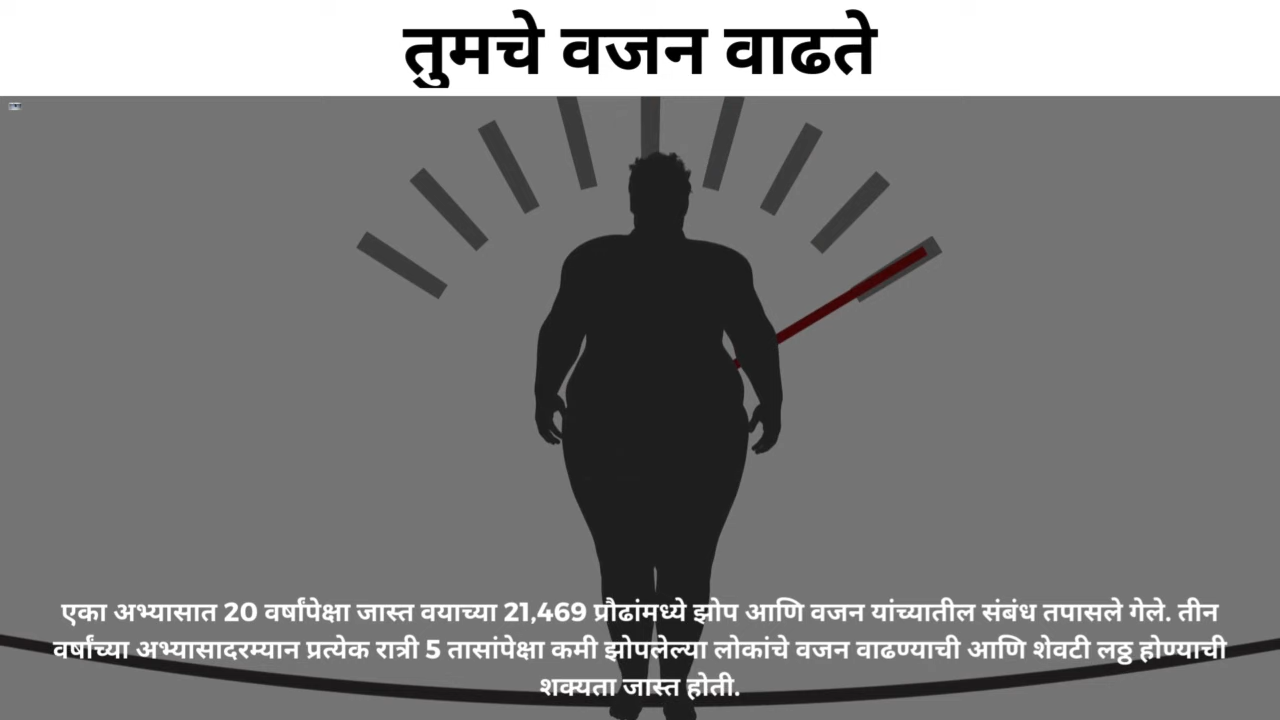 तुमचे वजन वाढते
एका अभ्यासात 20 वर्षांपेक्षा जास्त वयाच्या 21,469 प्रौढांमध्ये झोप आणि वजन यांच्यातील संबंध तपासले गेले. तीन
वर्षांच्या अभ्यासादरम्यान प्रत्येक रात्री 5 तासांपेक्षा कमी झोपलेल्या लोकांचे वजन वाढण्याची आणि शेवटी लठ्ठ होण्याची
शक्यता जास्त होती.